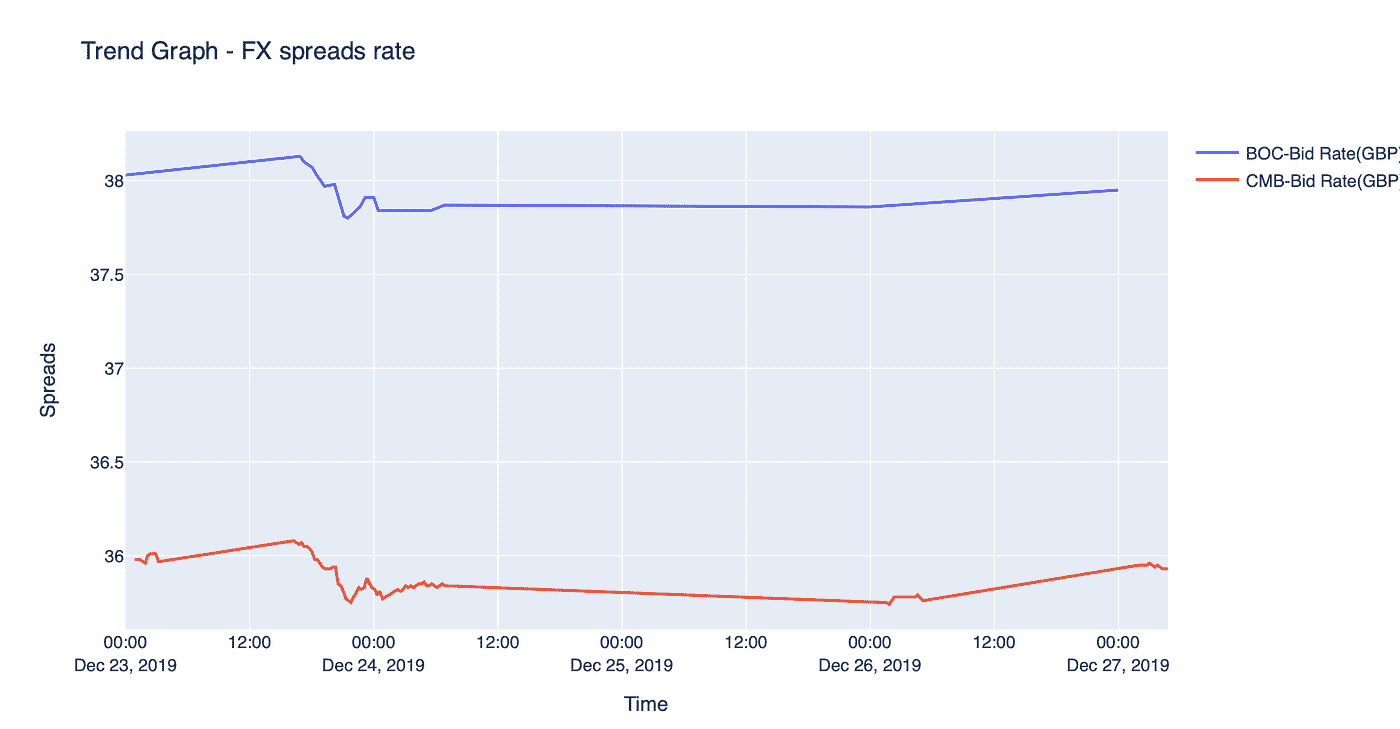 Trend Graph - FX spreads rate
BOC-Bid Rate(GBP)
CMB-Bid Rate(GBP)
38
37.5
37
36.5
36
Spreads
00:00 12:00 00:00 12:00 00:00 12:00 00:00 12:00 00:00
Dec 23, 2019 Dec 24, 2019 Dec 25, 2019 Dec 26, 2019 Dec 27, 2019
Time